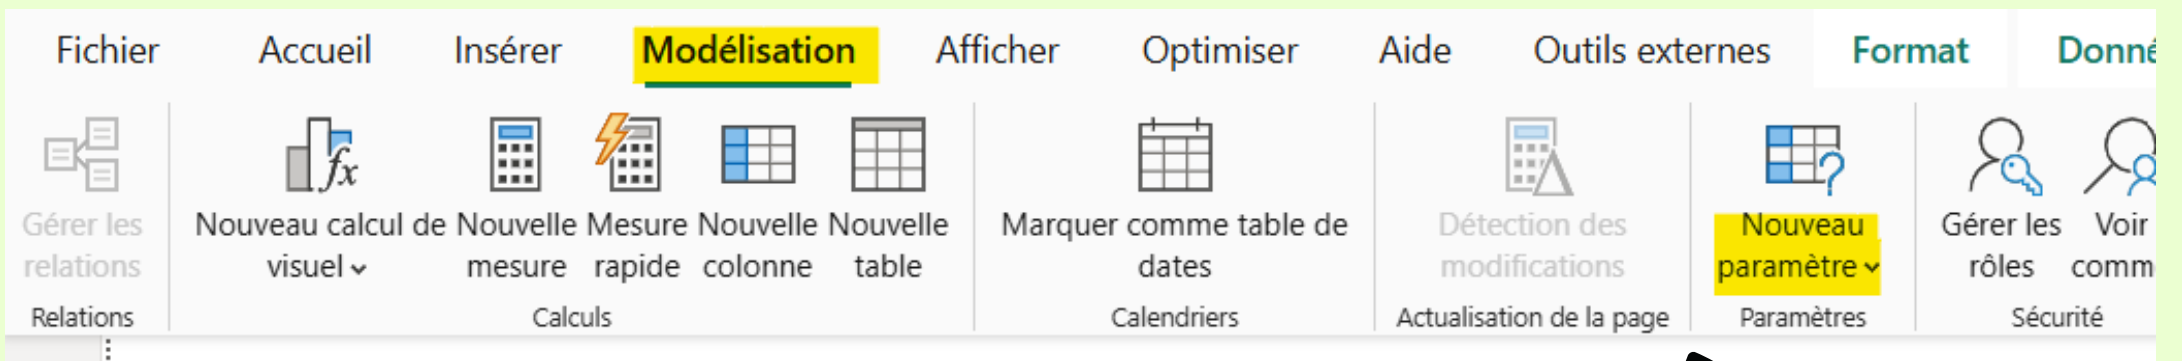 Fichier Accueil Insérer Modélisation Afficher Optimiser Aide Outils externes Format Donné
Gérer les Nouveau calcul de Nouvelle Mesure Nouvelle Nouvelle Marquer comme table de Détection des Nouveau Gérer les Voir
relations visuel mesure rapide colonne table dates modifications paramètre rôles comm
Relations Calculs Calendriers Actualisation de la page Paramètres Sécurité